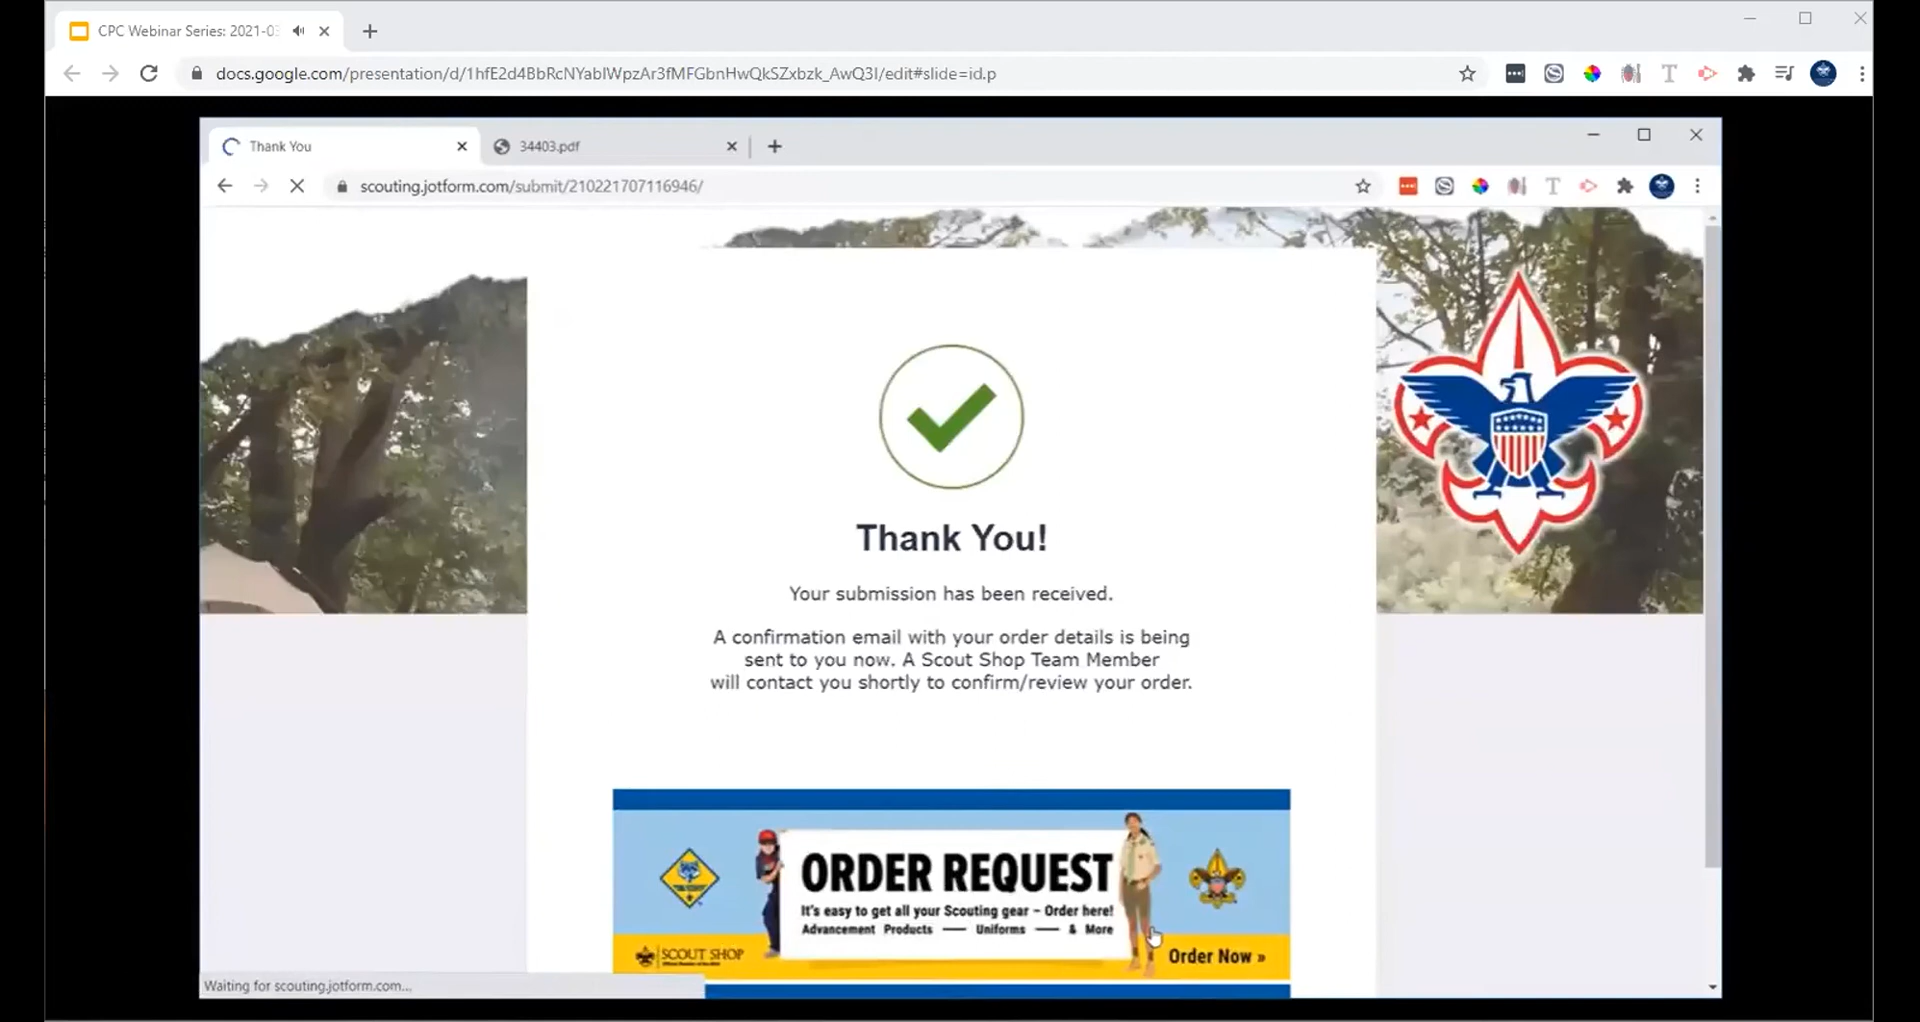 CPC Webinar Series: 2021-0
docs.google.com/presentation/d/1hfE2d4BbRcNYablWpzAr3fMFGbnHwQkSZxbzk_AwQ3I/edit#slide=id.p
Thank You
34403.pdf
scouting.jotform.com/submit/210221707116946/
Thank You!
Your submission has been received.
A confirmation email with your order details is being
sent to you now. A Scout Shop Team Member
will contact you shortly to confirm/review your order.
ORDER REQUEST
It's easy to get all your Scouting gear – Order here!
Advancement Products — Uniforms — & More
SCOUT SHOP
Order Now »
Waiting for scouting.jotform.com...